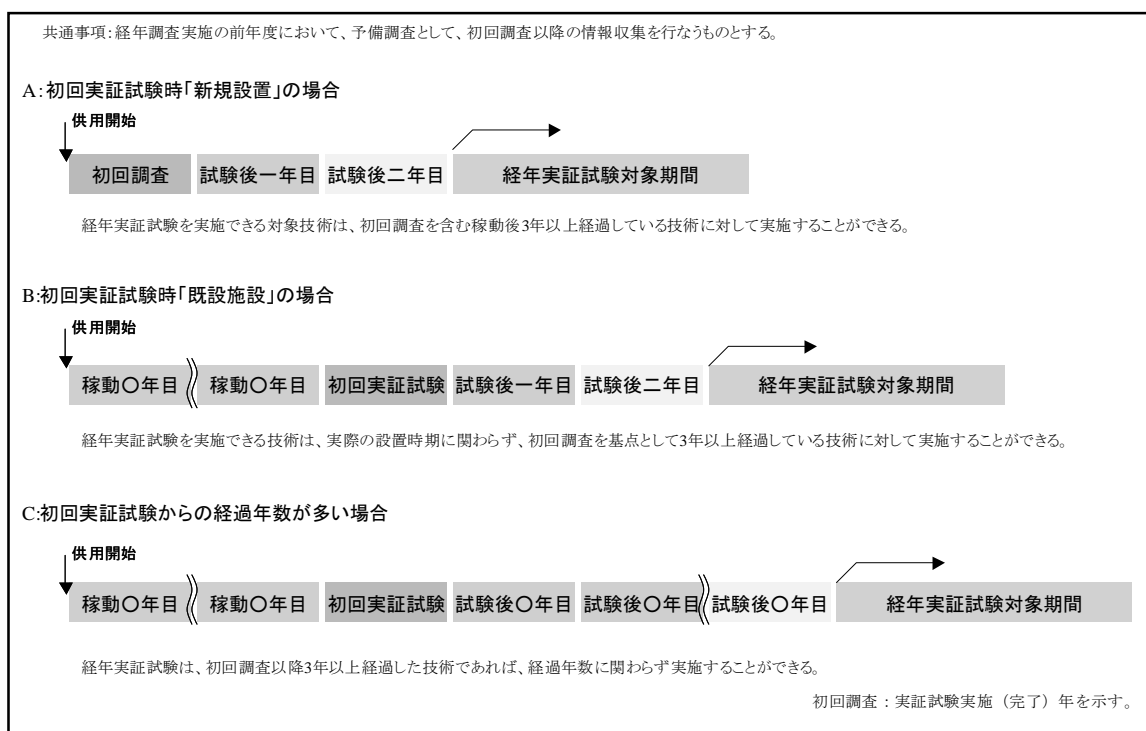 共通事項：経年調査実施の前年度において、予備調査として、初回調査以降の情報収集を行なうものとする。
A：初回実証試験時「新規設置」の場合
供用開始
初回調査 試験後一年目 試験後二年目 経年実証試験対象期間
経年実証試験を実施できる対象技術は、初回調査を含む稼動後3年以上経過している技術に対して実施することができる。
B:初回実証試験時「既設施設」の場合
供用開始
稼動〇年目 稼動〇年目 初回実証試験 試験後一年目 試験後二年目 経年実証試験対象期間
経年実証試験を実施できる技術は、実際の設置時期に関わらず、初回調査を基点として3年以上経過している技術に対して実施することができる。
C:初回実証試験からの経過年数が多い場合
供用開始
稼動〇年目 稼動〇年目 初回実証試験 試験後〇年目 試験後〇年目 試験後〇年目 経年実証試験対象期間
経年実証試験は、初回調査以降3年以上経過した技術であれば、経過年数に関わらず実施することができる。
初回調査：実証試験実施（完了）年を示す。